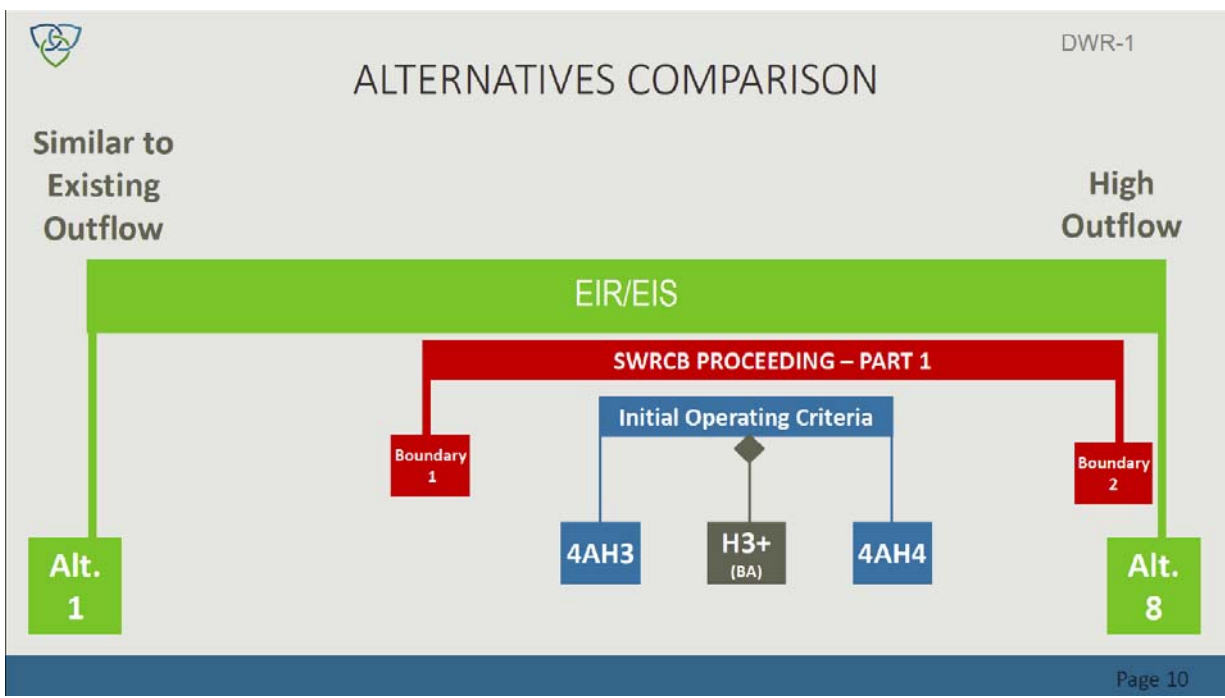 DWR-1
ALTERNATIVES COMPARISON
Similar to
Existing
Outflow
High
Outflow
EIR/EIS
SWRCB PROCEEDING – PART 1
Initial Operating Criteria
Boundary
1
Boundary
2
4AH3
H3+
(BA)
4AH4
Alt.
1
Alt.
8
Page 10